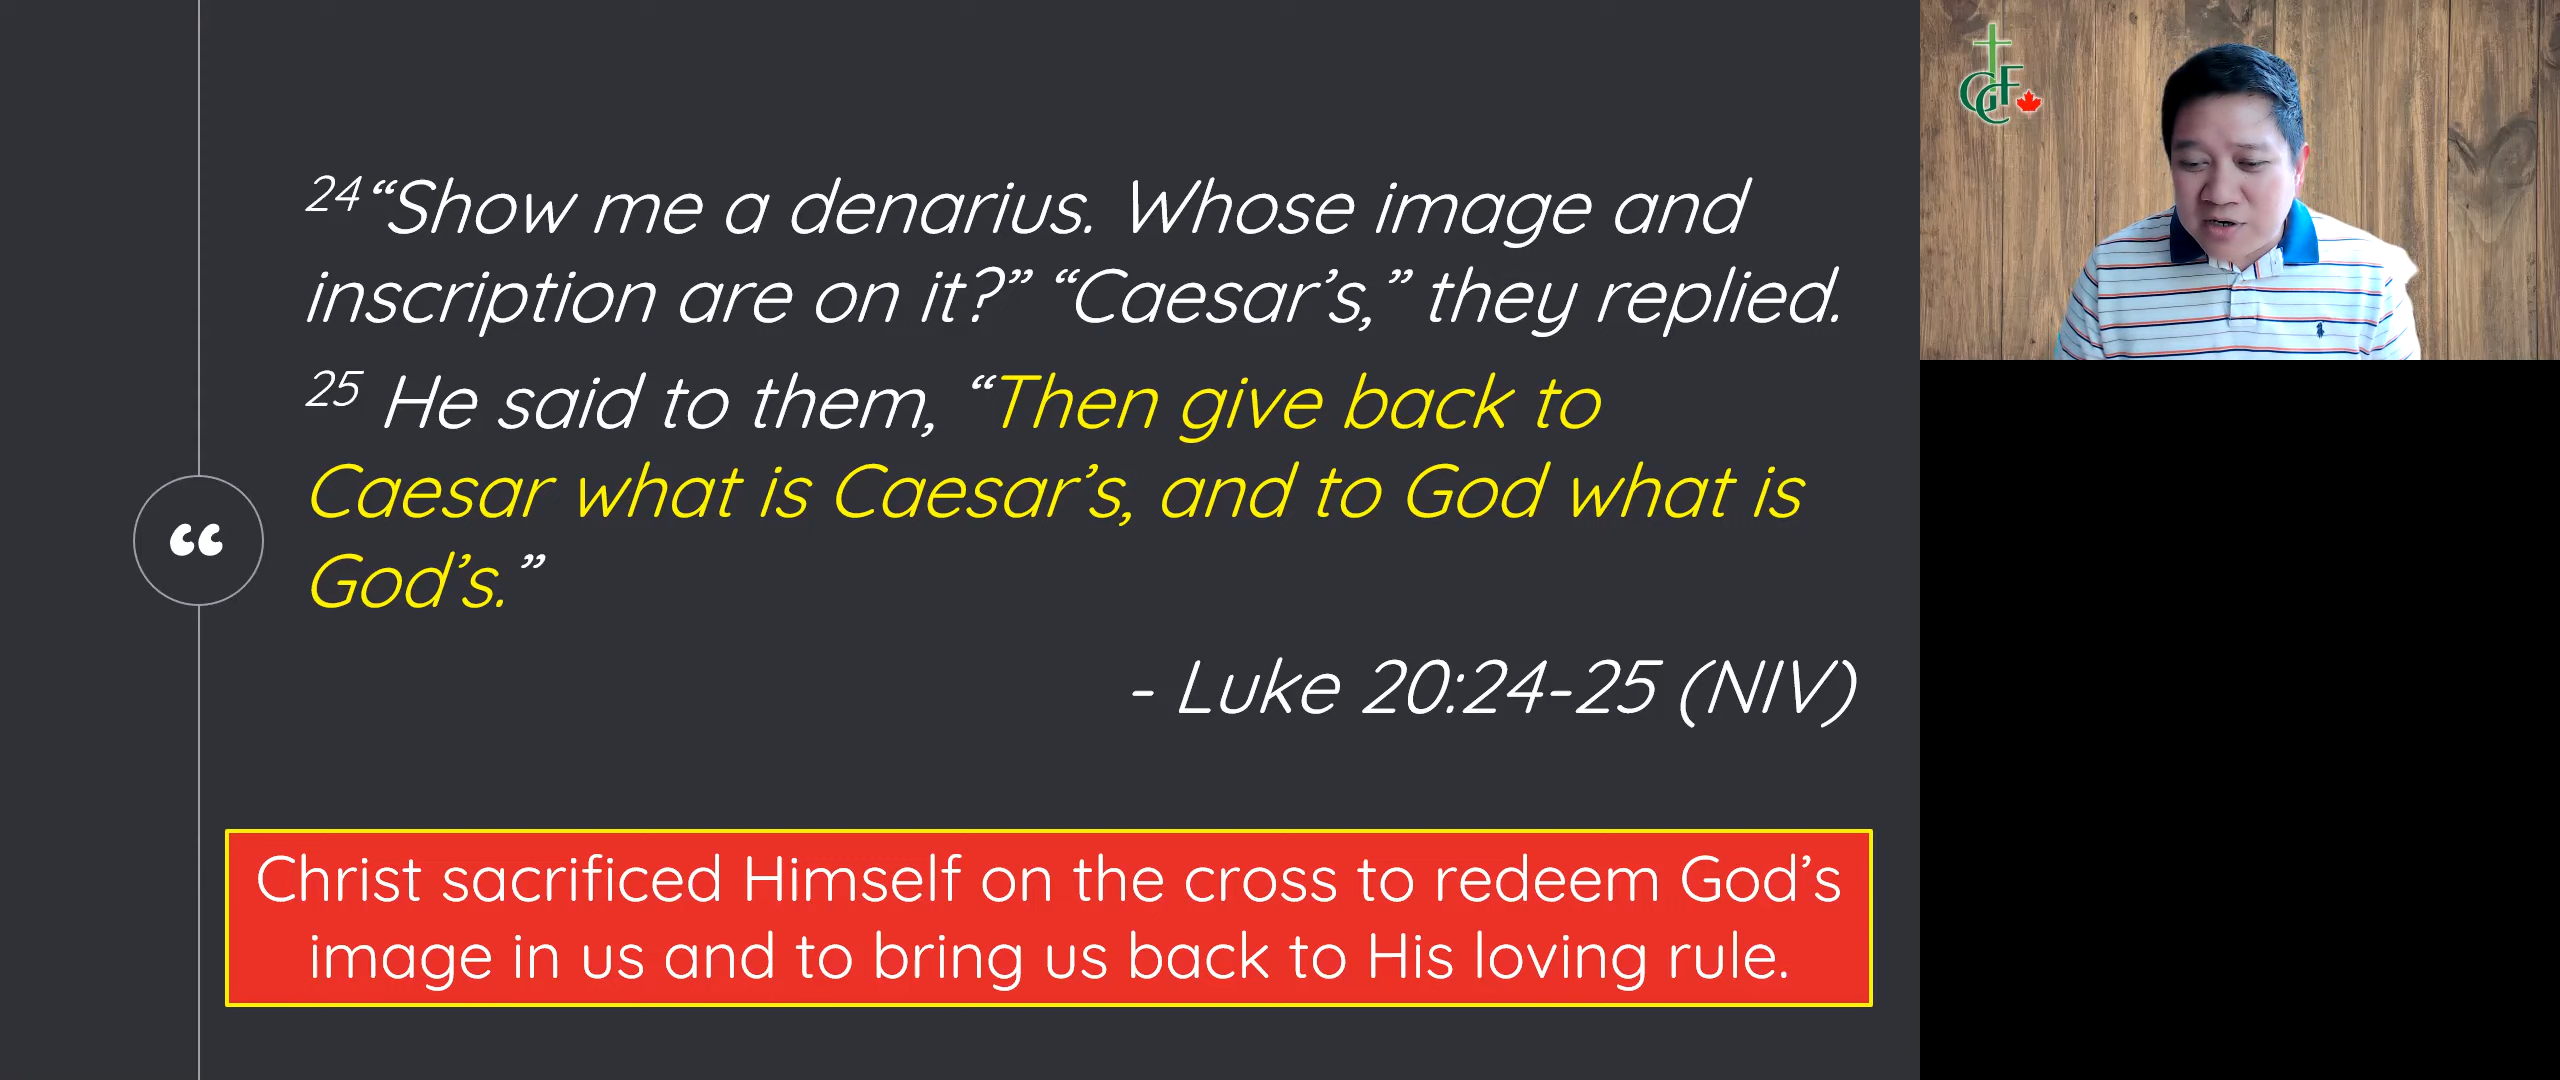 24“Show me a denarius. Whose image and
inscription are on it?” “Caesar’s,” they replied.
25 He said to them, “Then give back to
Caesar what is Caesar’s, and to God what is
God’s.”
- Luke 20:24-25 (NIV)
Christ sacrificed Himself on the cross to redeem God’s
image in us and to bring us back to His loving rule.
GCF